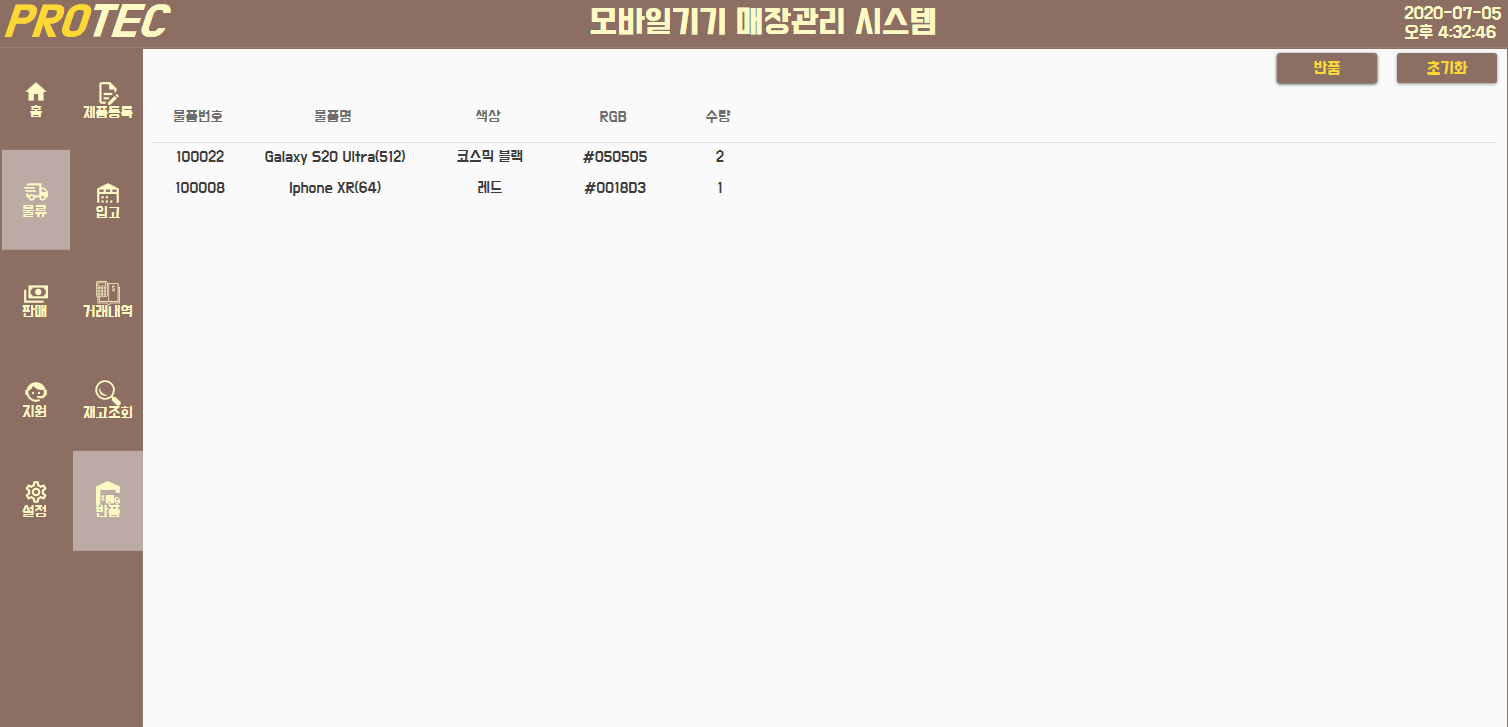 PROTEC
모바일기기 매장관리 시스템
2020-07-05
오후 4:32:46
반품 초기화
홈 제품등록
물류 입고
판매 거래내역
지원 재고조회
설정 반품
물품번호 물품명 색상 RGB 수량
100022 Galaxy S20 Ultra(512) 코스믹 블랙 #050505 2
100008 Iphone XR(64) 레드 #0018D3 1